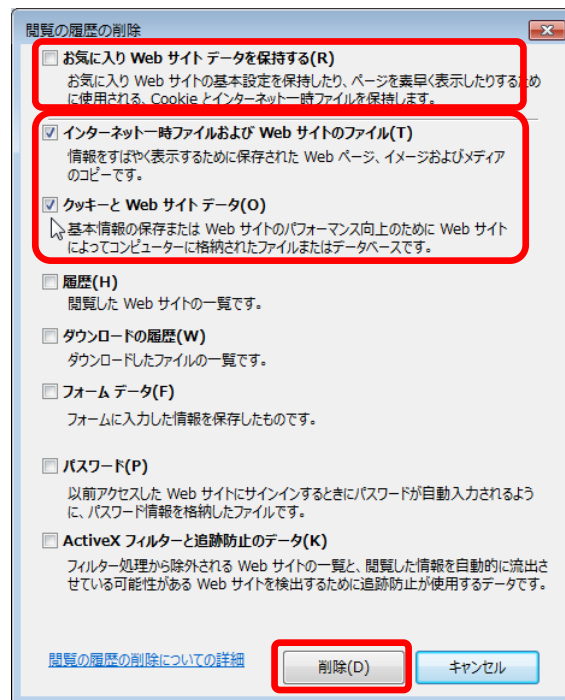 閲覧の履歴の削除
お気に入り Web サイト データを保持する(R)
お気に入り Web サイトの基本設定を保持したり、ページを素早く表示したりするため
に使用される、Cookie とインターネット一時ファイルを保持します。
インターネット一時ファイルおよび Web サイトのファイル(T)
情報をすばやく表示するために保存された Web ページ、イメージおよびメディア
のコピーです。
クッキーと Web サイト データ(O)
基本情報の保存または Web サイトのパフォーマンス向上のために Web サイト
によってコンピューターに格納されたファイルまたはデータベースです。
履歴(H)
閲覧した Web サイトの一覧です。
ダウンロードの履歴(W)
ダウンロードしたファイルの一覧です。
フォーム データ(F)
フォームに入力した情報を保存したものです。
パスワード(P)
以前アクセスした Web サイトにサインインするときにパスワードが自動入力されるよう
に、パスワード情報を格納したファイルです。
ActiveX フィルターと追跡防止のデータ(K)
フィルター処理から除外される Web サイトの一覧と、閲覧した情報を自動的に流出さ
せている可能性がある Web サイトを検出するために追跡防止が使用するデータです。
閲覧の履歴の削除についての詳細
削除(D)
キャンセル